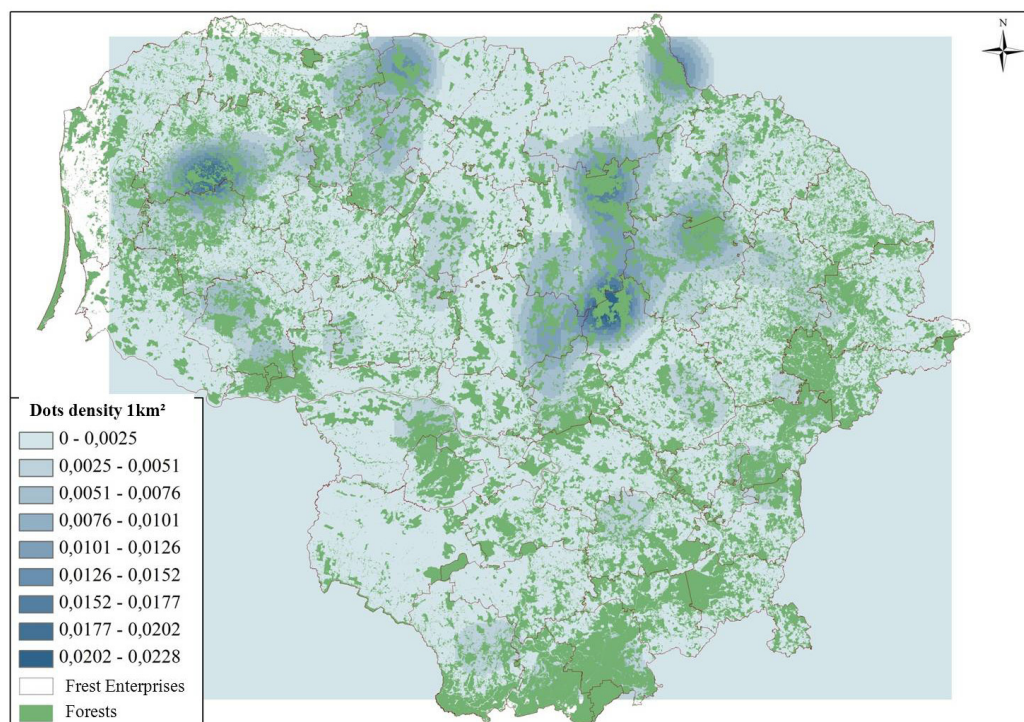 N
Dots density 1km²
0 - 0,0025
0,0025 - 0,0051
0,0051 - 0,0076
0,0076 - 0,0101
0,0101 - 0,0126
0,0126 - 0,0152
0,0152 - 0,0177
0,0177 - 0,0202
0,0202 - 0,0228
Frest Enterprises
Forests